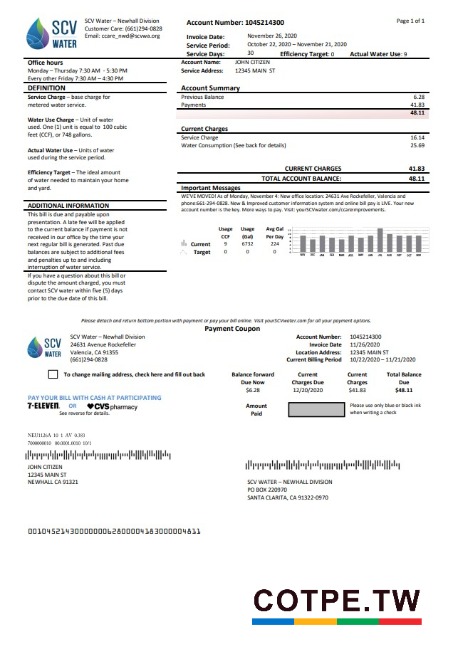 SCV WATER
SCV Water – Newhall Division
Customer Care: (661)294-0828
Email: ccare_nwd@scvwa.org
Account Number: 1045214300
Page 1 of 1
Invoice Date: November 26, 2020
Service Period: October 22, 2020 – November 21, 2020
Service Days: 30 Efficiency Target: 0 Actual Water Use: 9
Account Name: JOHN CITIZEN
Service Address: 12345 MAIN ST
Office hours
Monday – Thursday 7:30 AM - 5:30 PM
Every other Friday 7:30 AM – 4:30 PM
DEFINITION
Service Charge – base charge for
metered water service.
Water Use Charge – Unit of water
used. One (1) unit is equal to 100 cubic
feet (CCF), or 748 gallons.
Actual Water Use – Units of water
used during the service period.
Efficiency Target – The ideal amount
of water needed to maintain your home
and yard.
ADDITIONAL INFORMATION
This bill is due and payable upon
presentation. A late fee will be applied
to the current balance if payment is not
received in our office by the time your
next regular bill is generated. Past due
balances are subject to additional fees
and penalties up to and including
interruption of water service.
If you have a question about this bill or
dispute the amount charged, you must
contact SCV water within five (5) days
prior to the due date of this bill.
Account Summary
Previous Balance 6.28
Payments 41.83
48.11
Current Charges
Service Charge 16.14
Water Consumption (See back for details) 25.69
CURRENT CHARGES 41.83
TOTAL ACCOUNT BALANCE: 48.11
Important Messages
WE'VE MOVED! As of Monday, November 4: New office location: 24631 Ave Rockefeller, Valencia and
phone:661-294-0828. New & improved customer information system and online bill pay is LIVE. Your new
account number is the key. More ways to pay. Visit yourSCVwater.com/ccareimprovements.
Usage Usage Avg Gal
CCF Gal Per Day
Current 9 6732 224
Target 0 0 0
Please detach and return bottom portion with payment or pay your bill online. Visit yourSCVwater.com for all your payment options.
Payment Coupon
SCV WATER
SCV Water – Newhall Division
24631 Avenue Rockefeller
Valencia, CA 91355
(661)294-0828
Account Number: 1045214300
Invoice Date 11/26/2020
Location Address: 12345 MAIN ST
Current Billing Period 10/22/2020 – 11/21/2020
To change mailing address, check here and fill out back
Balance forward Current Current Total Balance
Due Now Charges Due Charges Due
$6.28 12/20/2020 $41.83 $48.11
PAY YOUR BILL WITH CASH AT PARTICIPATING
7-ELEVEN. OR CVS pharmacy
See reverse for details.
Amount
Paid
Please use only blue or black ink
when writing a check
JOHN CITIZEN
12345 MAIN ST
NEWHALL CA 91321
SCV WATER – NEWHALL DIVISION
PO BOX 220970
SANTA CLARITA, CA 91322-0970
COTPE.TW